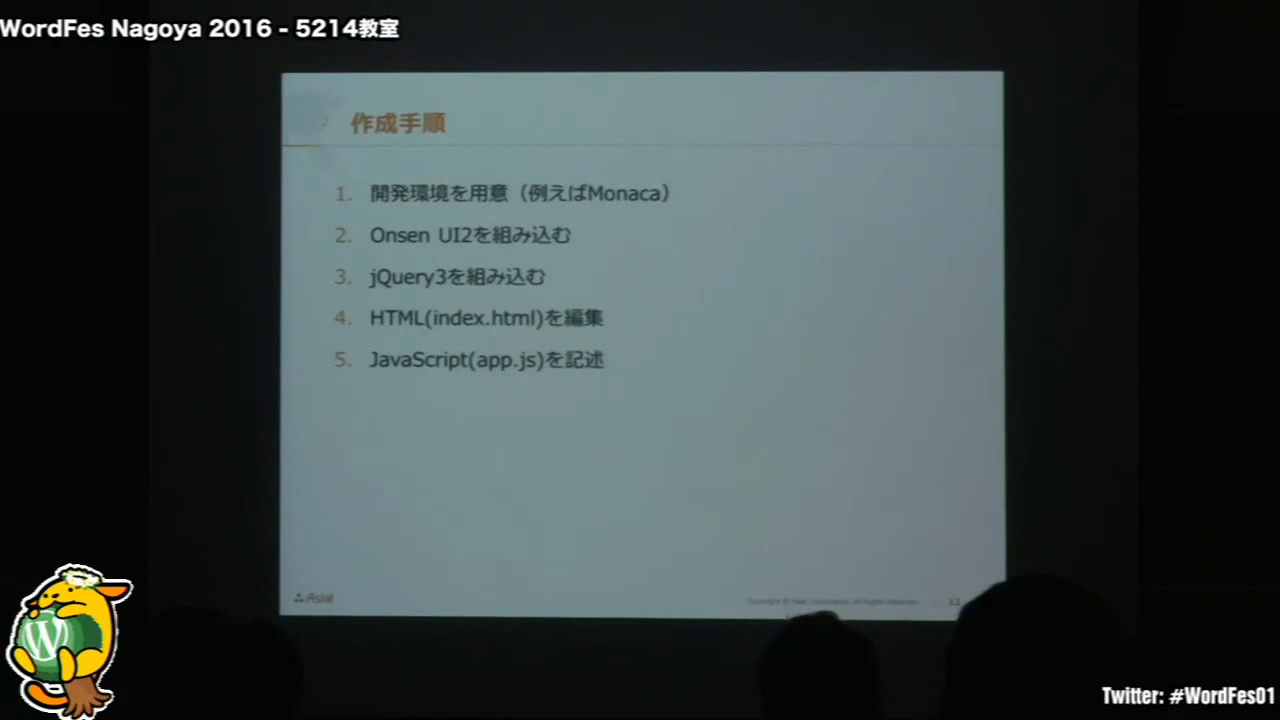 WordFes Nagoya 2016 - 5214教室
作成手順
1. 開発環境を用意（例えばMonaca）
2. Onsen UI2を組み込む
3. jQuery3を組み込む
4. HTML(index.html)を編集
5. JavaScript(app.js)を記述
Asial
12
W
Twitter: #WordFes01